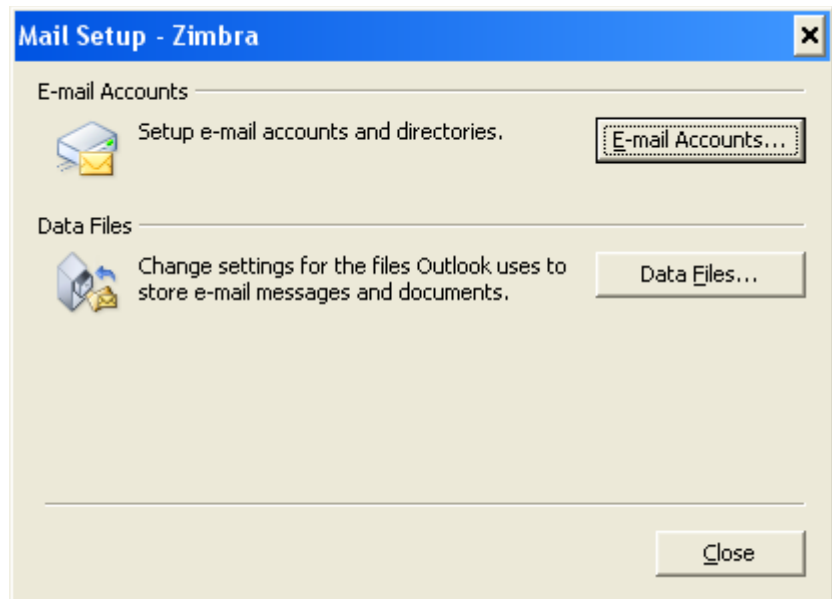 Mail Setup - Zimbra
E-mail Accounts
Setup e-mail accounts and directories.
E-mail Accounts...
Data Files
Change settings for the files Outlook uses to
store e-mail messages and documents.
Data Files...
Close